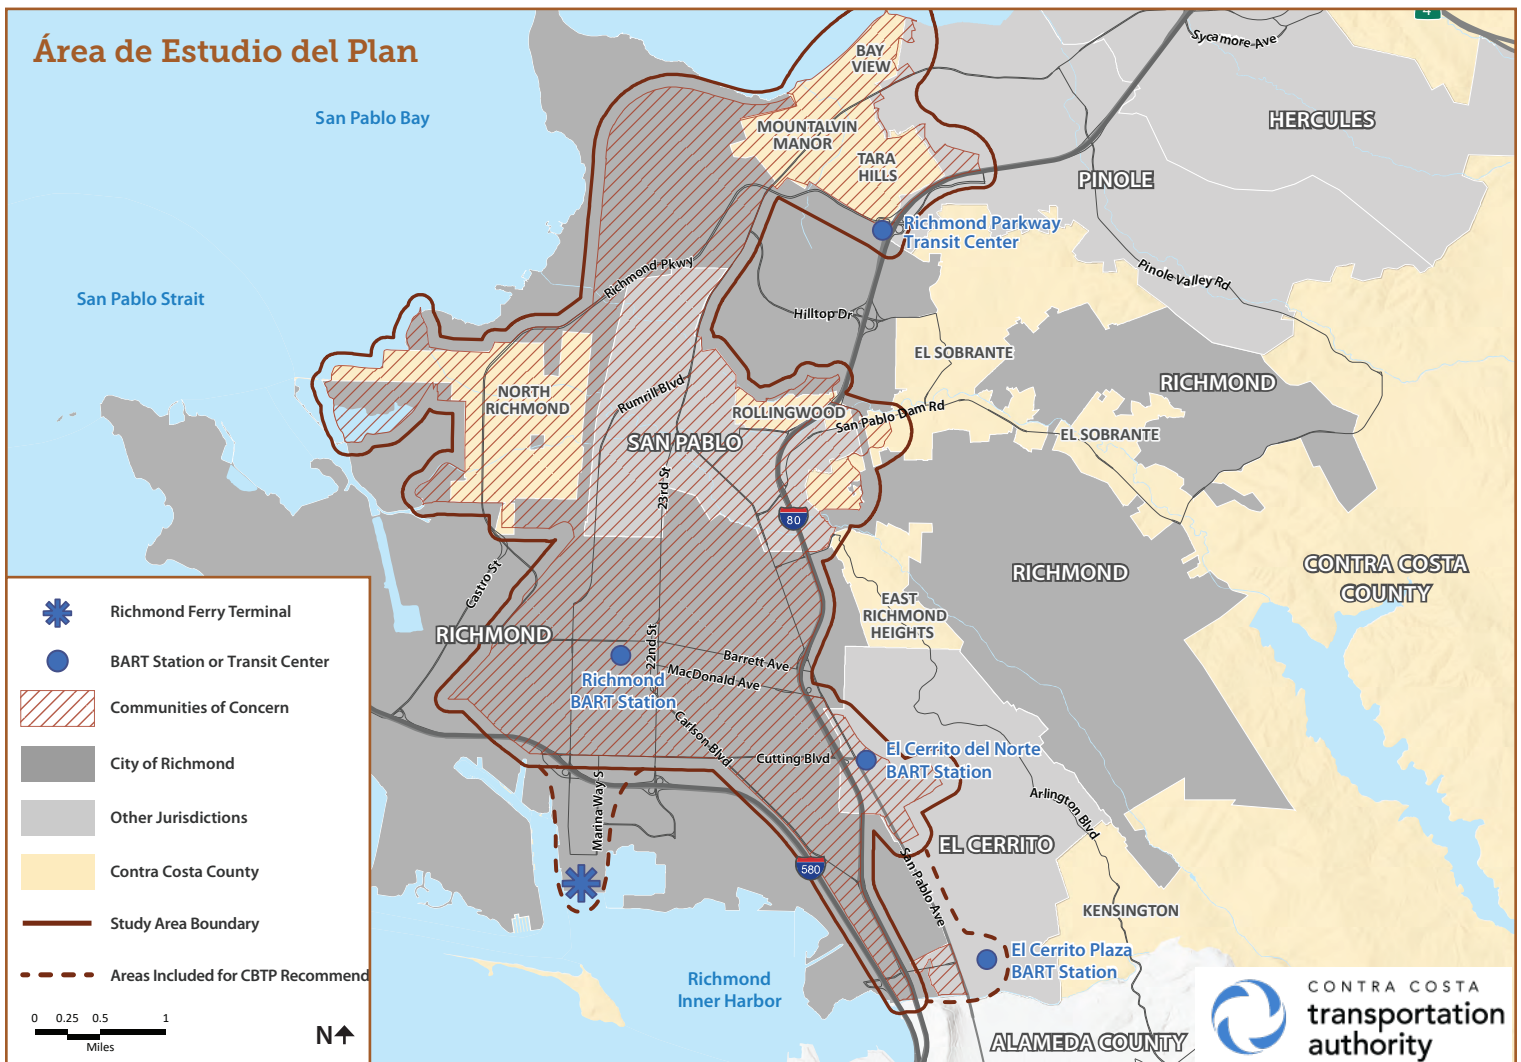 Área de Estudio del Plan
4
Sycamore Ave
BAY
VIEW
San Pablo Bay
HERCULES
MOUNTALVIN
MANOR
TARA
HILLS
PINOLE
Richmond Parkway
Transit Center
Richmond Pkwy
Pinole Valley Rd
San Pablo Strait
Hilltop Dr
EL SOBRANTE
RICHMOND
NORTH
RICHMOND
Rumrill Blvd
ROLLINGWOOD
San Pablo Dam Rd
SAN PABLO
EL SOBRANTE
23rd St
80
CONTRA COSTA
COUNTY
RICHMOND
Castro St
EAST
RICHMOND
HEIGHTS
RICHMOND
22nd St
Barrett Ave
MacDonald Ave
Richmond
BART Station
Carlson Blvd
Cutting Blvd
El Cerrito del Norte
BART Station
Marina Way S
Arlington Blvd
EL CERRITO
580
San Pablo Ave
KENSINGTON
El Cerrito Plaza
BART Station
Richmond
Inner Harbor
ALAMEDA COUNTY
Richmond Ferry Terminal
BART Station or Transit Center
Communities of Concern
City of Richmond
Other Jurisdictions
Contra Costa County
Study Area Boundary
Areas Included for CBTP Recommend
0 0.25 0.5 1
Miles
N
CONTRA COSTA
transportation
authority